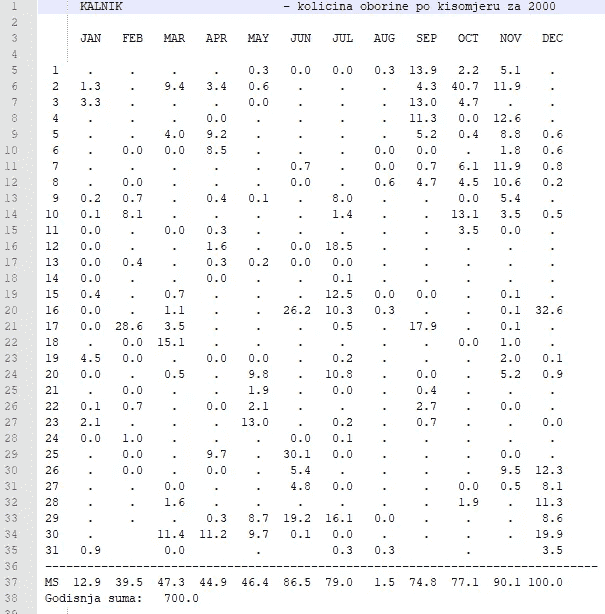 1 KALNIK - kolicina oborine po kisomjeru za 2000
2
3 JAN FEB MAR APR MAY JUN JUL AUG SEP OCT NOV DEC
4
5 1 . . . . 0.3 0.0 0.0 0.3 13.9 2.2 5.1 .
6 2 1.3 . 9.4 3.4 0.6 . . . 4.3 40.7 11.9 .
7 3 3.3 . . . 0.0 . . . 13.0 4.7 . .
8 4 . . . 0.0 . . . . 11.3 0.0 12.6 .
9 5 . . 4.0 9.2 . . . . 5.2 0.4 8.8 0.6
10 6 . 0.0 0.0 8.5 . . . 0.0 0.0 . 1.8 0.6
11 7 . . . . . 0.7 . 0.0 0.7 6.1 11.9 0.8
12 8 . 0.0 . . . 0.0 . 0.6 4.7 4.5 10.6 0.2
13 9 0.2 0.7 . 0.4 0.1 . 8.0 . . 0.0 5.4 .
14 10 0.1 8.1 . . . . 1.4 . . 13.1 3.5 0.5
15 11 0.0 . 0.0 0.3 . . . . . 3.5 0.0 .
16 12 0.0 . . 1.6 . 0.0 18.5 . . . . .
17 13 0.0 0.4 . 0.3 0.2 0.0 0.0 . . . . .
18 14 0.0 . . 0.0 . . 0.1 . . . . .
19 15 0.4 . 0.7 . . . 12.5 0.0 0.0 . 0.1 .
20 16 0.0 . 1.1 . . 26.2 10.3 0.3 . . 0.1 32.6
21 17 0.0 28.6 3.5 . . . 0.5 . 17.9 . 0.1 .
22 18 . 0.0 15.1 . . . . . . 0.0 1.0 .
23 19 4.5 0.0 . 0.0 0.0 . 0.2 . . . 2.0 0.1
24 20 0.0 . 0.5 . 9.8 . 10.8 . 0.0 . 5.2 0.9
25 21 . 0.0 . . 1.9 . 0.0 . 0.4 . . .
26 22 0.1 0.7 . 0.0 2.1 . . . 2.7 . 0.0 .
27 23 2.1 . . . 13.0 . 0.2 . 0.7 . . 0.0
28 24 0.0 1.0 . . . 0.0 0.1 . . . . .
29 25 . 0.0 . 9.7 . 30.1 0.0 . . . 0.0 .
30 26 . 0.0 . 0.0 . 5.4 . . . . 9.5 12.3
31 27 . . 0.0 . . 4.8 0.0 . . 0.0 0.5 8.1
32 28 . . 1.6 . . . . . . 1.9 . 11.3
33 29 . . . 0.3 8.7 19.2 16.1 0.0 . . . 8.6
34 30 . 11.4 11.2 9.7 0.1 0.0 . . . . 19.9
35 31 0.9 0.0 . 0.3 0.3 . 3.5
36 --------------------------------------------------------------------------------
37 MS 12.9 39.5 47.3 44.9 46.4 86.5 79.0 1.5 74.8 77.1 90.1 100.0
38 Godisnja suma: 700.0